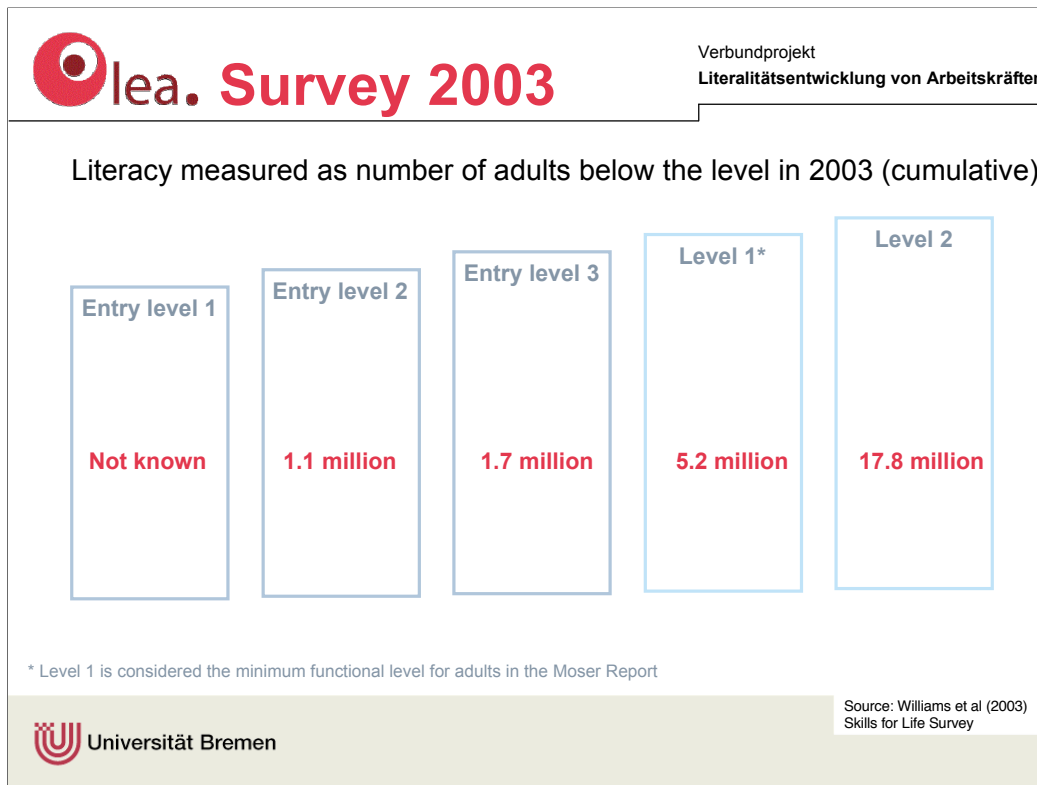 lea. Survey 2003
Verbundprojekt
Literalitätsentwicklung von Arbeitskräfte
Literacy measured as number of adults below the level in 2003 (cumulative)
Entry level 1
Entry level 2
Entry level 3
Level 1*
Level 2
Not known
1.1 million
1.7 million
5.2 million
17.8 million
* Level 1 is considered the minimum functional level for adults in the Moser Report
Source: Williams et al (2003)
Skills for Life Survey
Universität Bremen